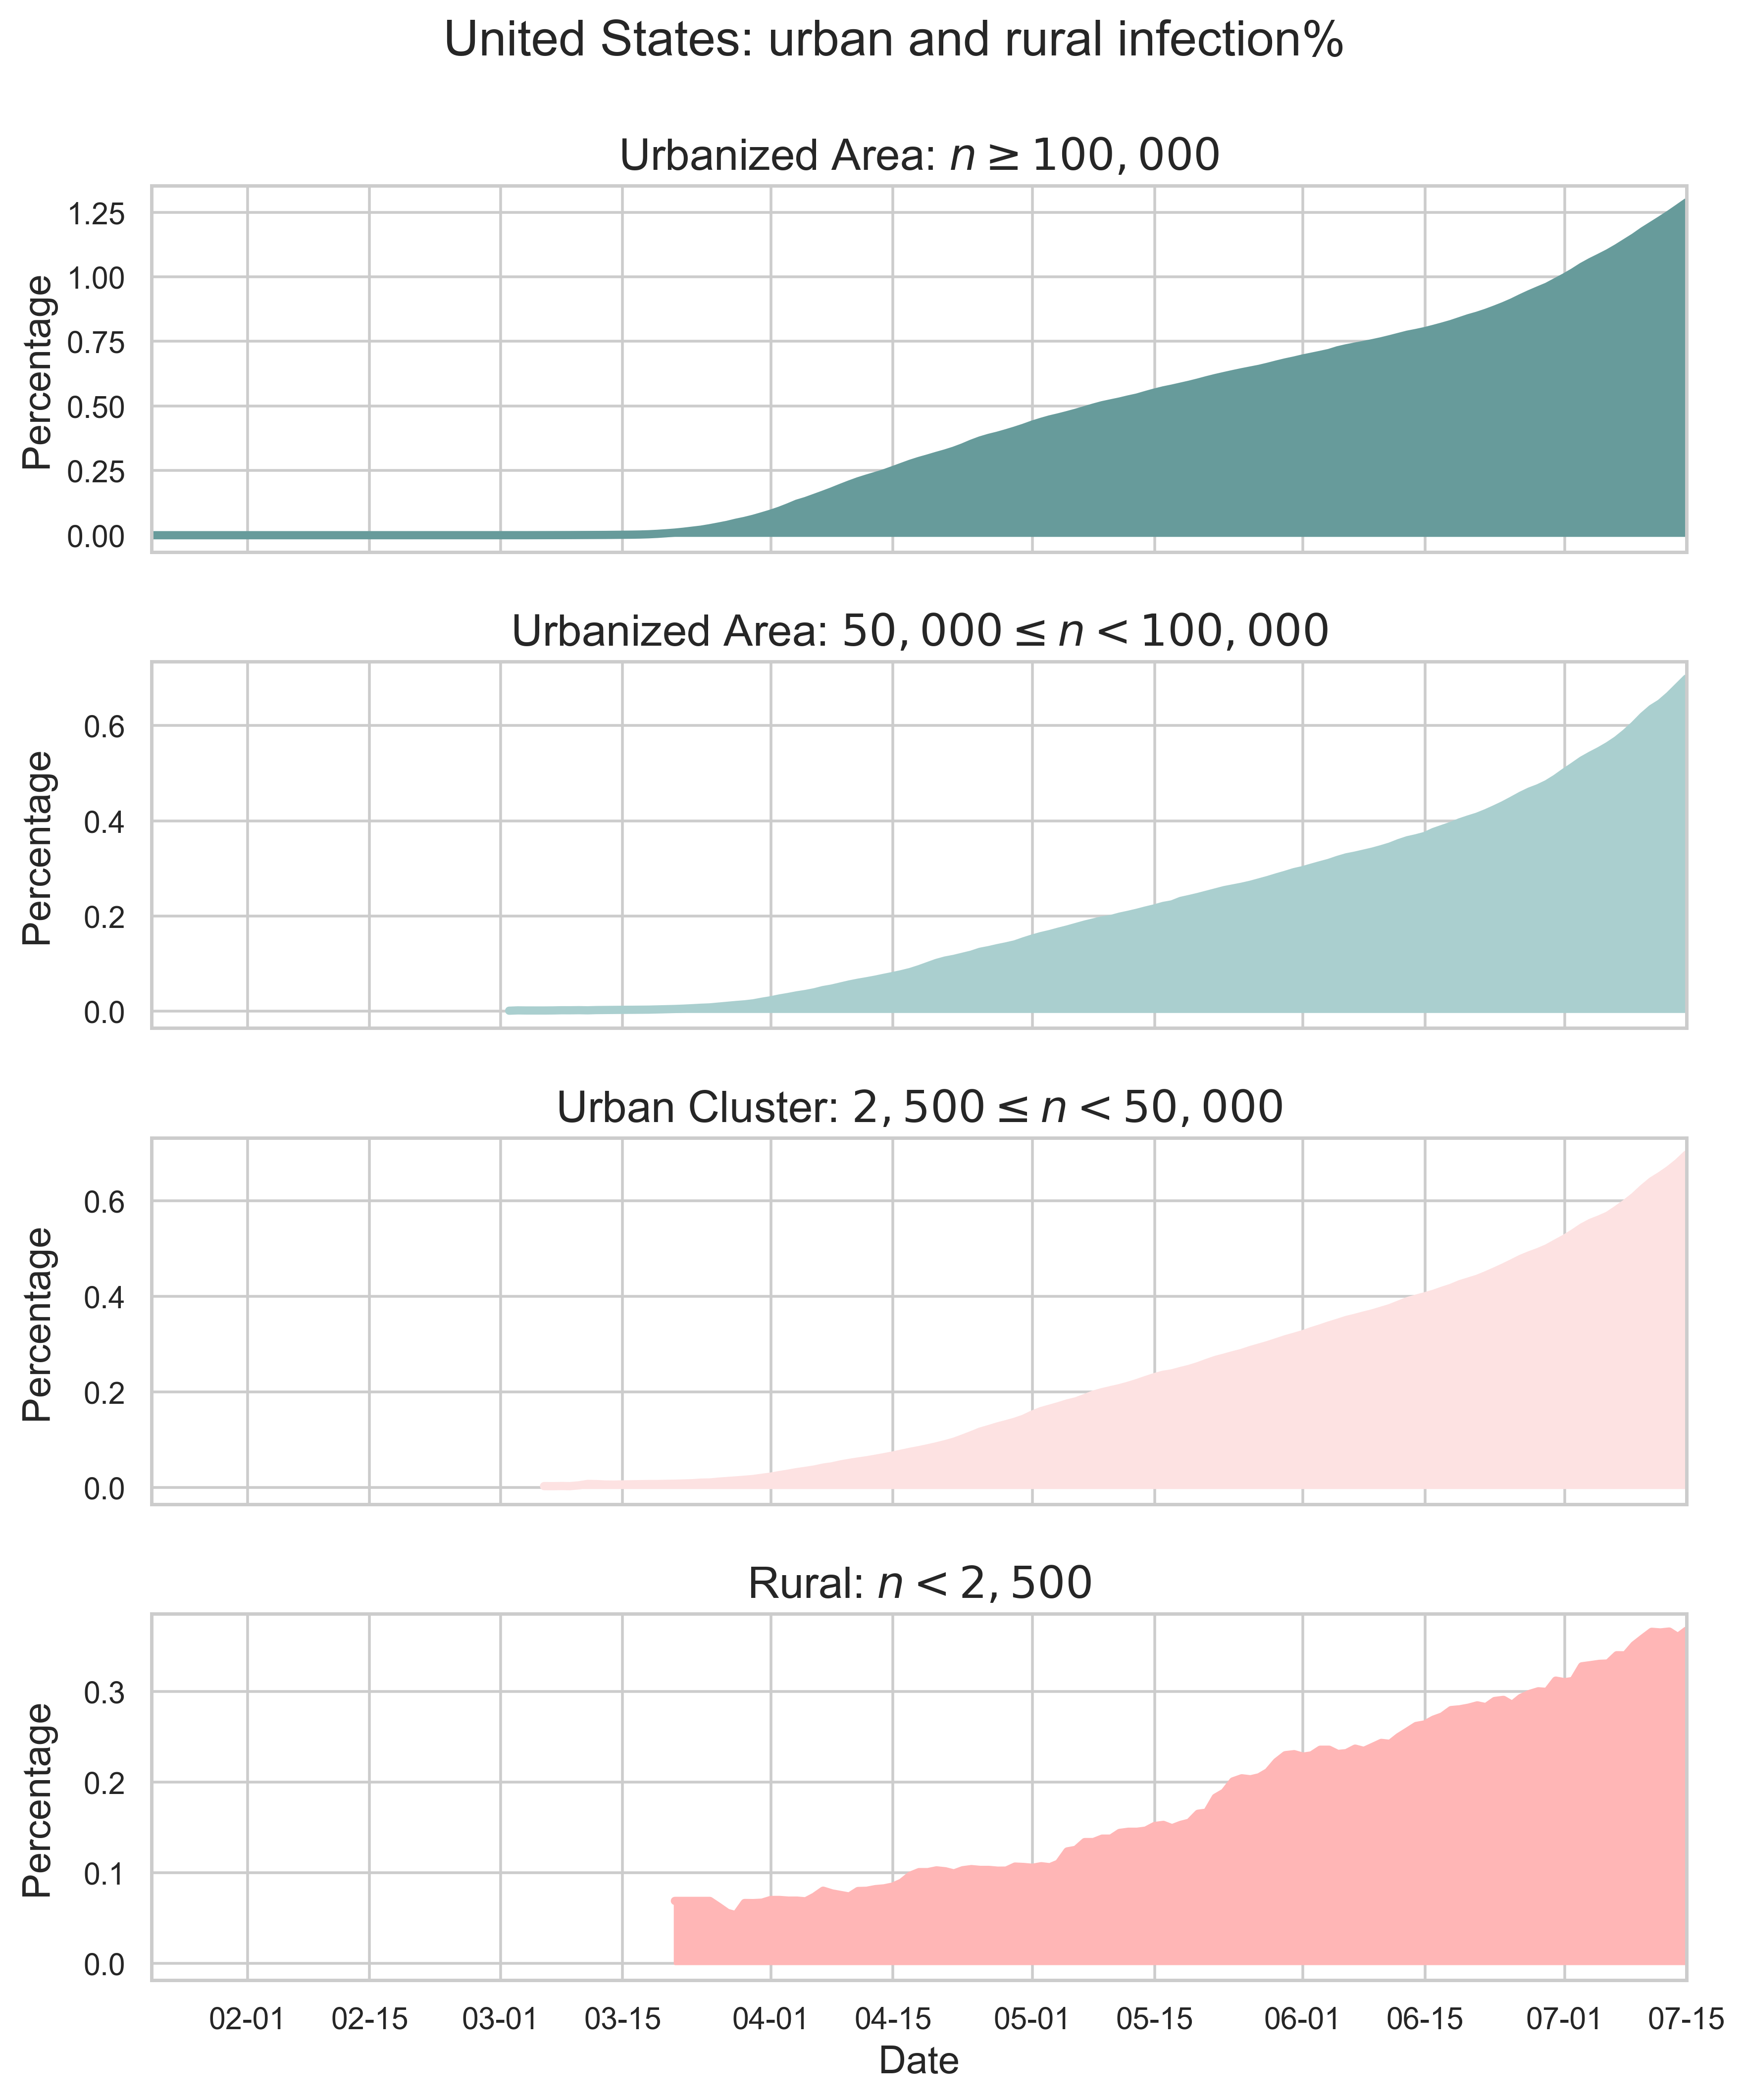 United States: urban and rural infection%
Urbanized Area: n ≥ 100,000
Percentage
1.25
1.00
0.75
0.50
0.25
0.00
Urbanized Area: 50,000 ≤ n < 100,000
Percentage
0.6
0.4
0.2
0.0
Urban Cluster: 2,500 ≤ n < 50,000
Percentage
0.6
0.4
0.2
0.0
Rural: n < 2,500
Percentage
0.3
0.2
0.1
0.0
02-01 02-15 03-01 03-15 04-01 04-15 05-01 05-15 06-01 06-15 07-01 07-15
Date